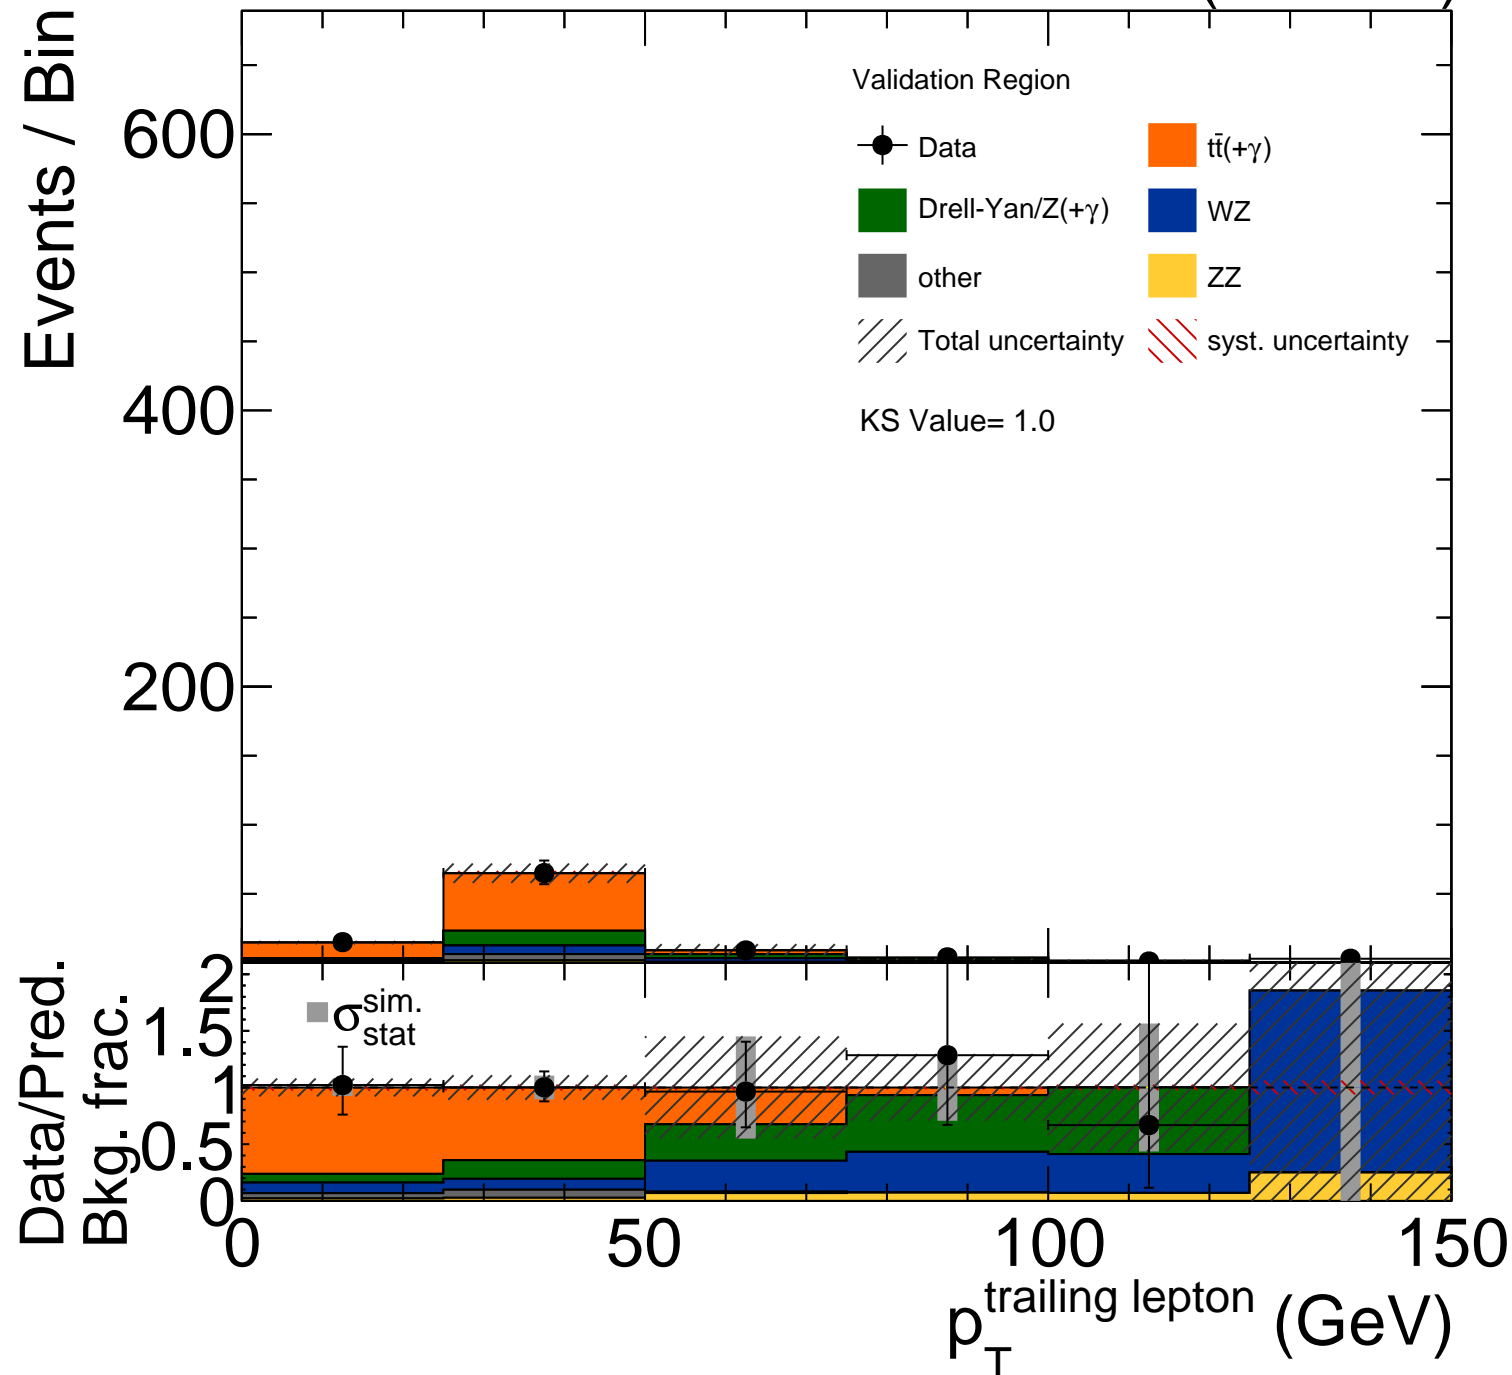 Events / Bin
600
400
200
Validation Region
Data
tt̄(+γ)
Drell-Yan/Z(+γ)
WZ
other
ZZ
Total uncertainty
syst. uncertainty
KS Value= 1.0
Data/Pred.
Bkg. frac.
2
1.5
1
0.5
0
σ sim. stat
0
50
100
150
p_T^trailing lepton (GeV)